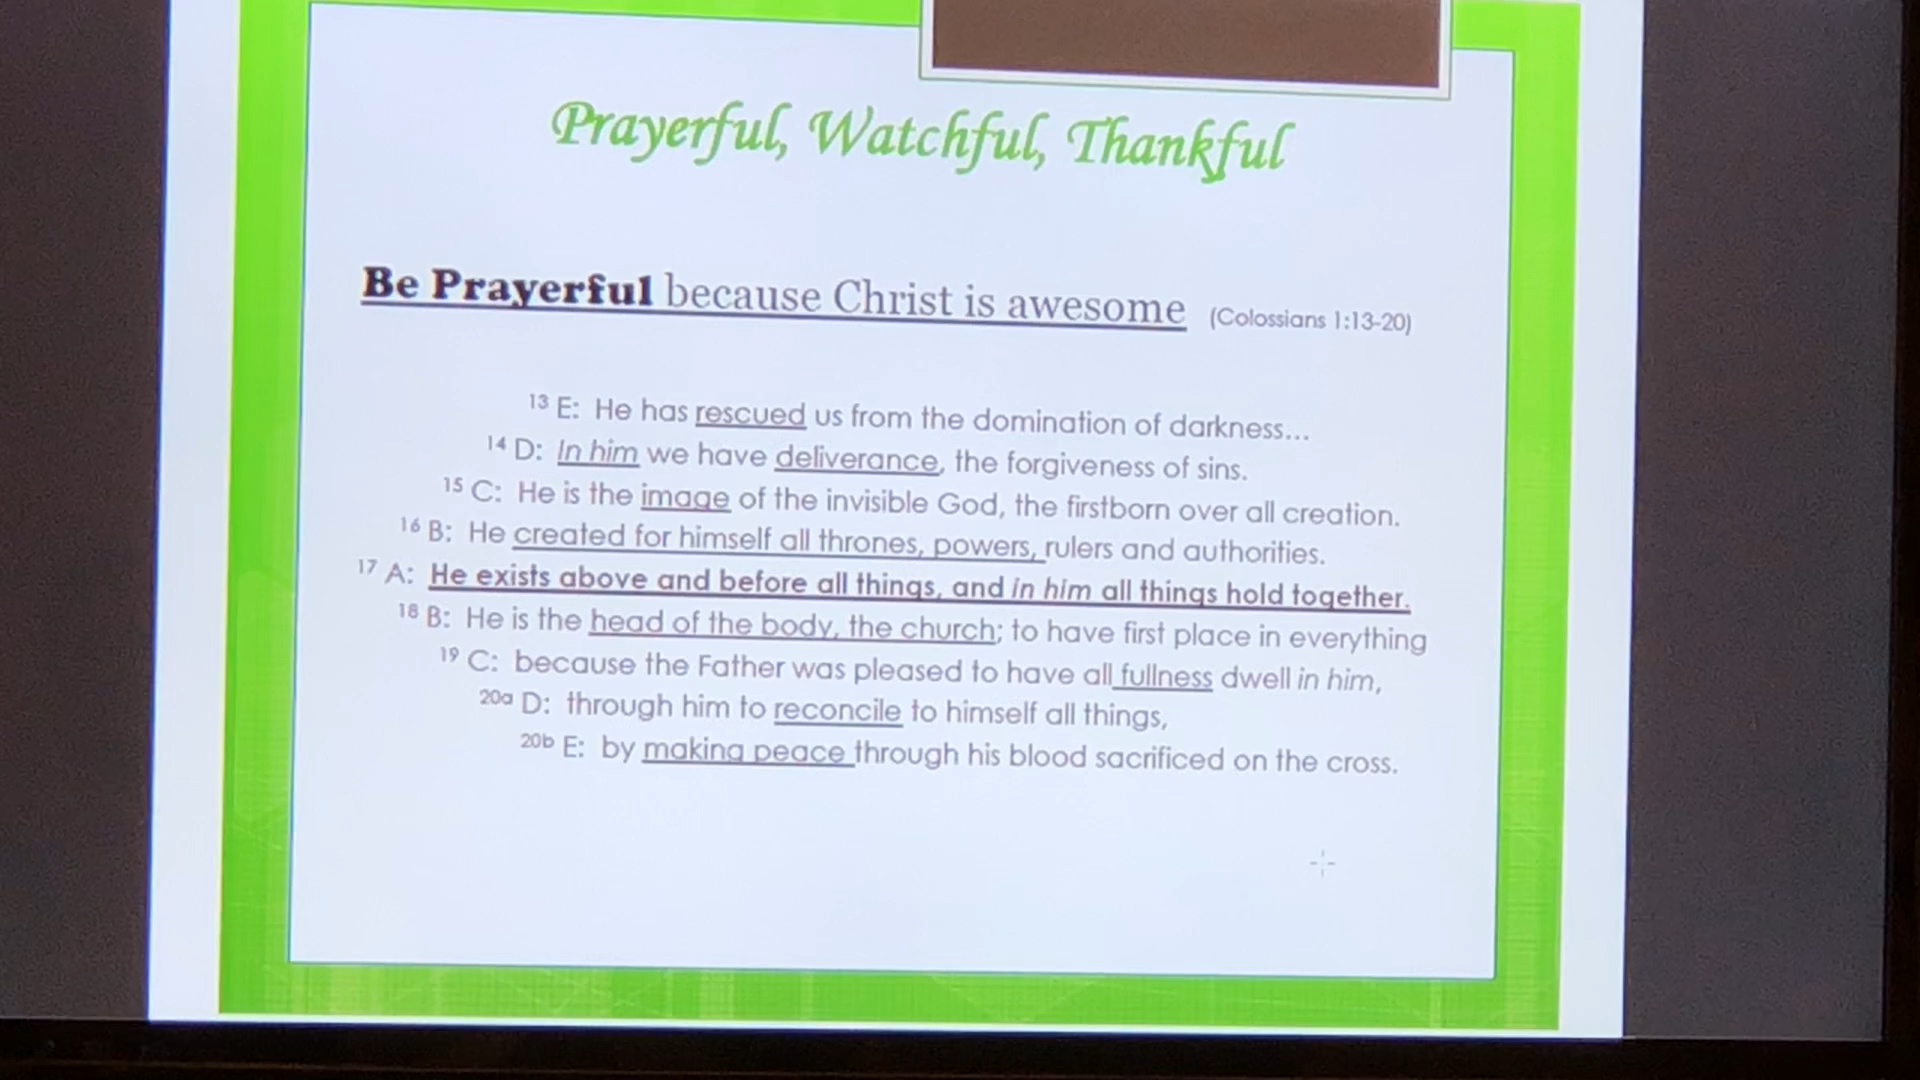 Prayerful, Watchful, Thankful
Be Prayerful because Christ is awesome (Colossians 1:13-20)
13 E: He has rescued us from the domination of darkness...
14 D: In him we have deliverance, the forgiveness of sins.
15 C: He is the image of the invisible God, the firstborn over all creation.
16 B: He created for himself all thrones, powers, rulers and authorities.
17 A: He exists above and before all things, and in him all things hold together.
18 B: He is the head of the body, the church; to have first place in everything
19 C: because the Father was pleased to have all fullness dwell in him,
20a D: through him to reconcile to himself all things,
20b E: by making peace through his blood sacrificed on the cross.